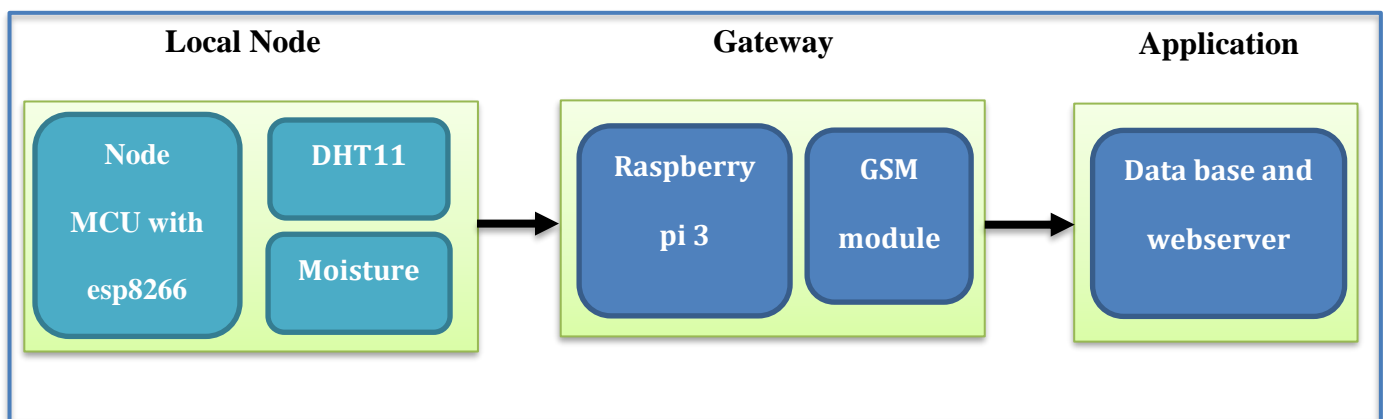 Local Node
Gateway
Application
Node
MCU with
esp8266
DHT11
Moisture
Raspberry
pi 3
GSM
module
Data base and
webserver